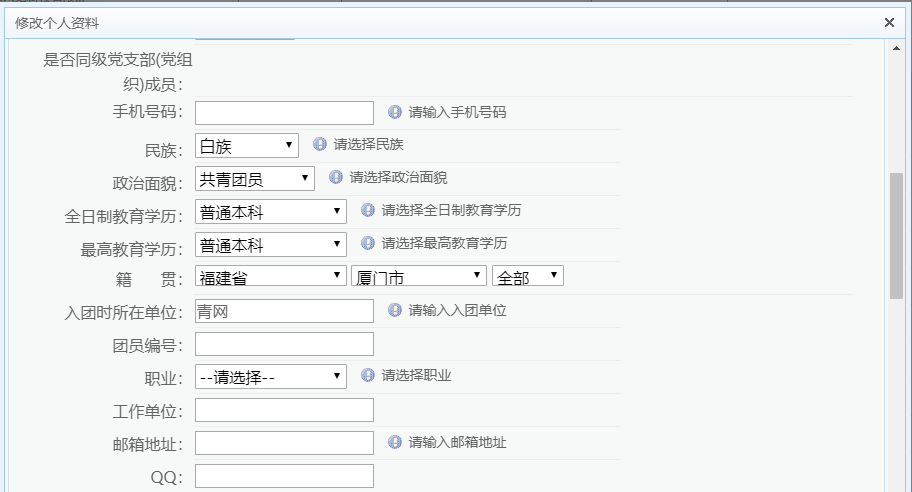 修改个人资料
是否同级党支部(党组
织)成员：
手机号码： 请输入手机号码
民族： 白族 请选择民族
政治面貌： 共青团员 请选择政治面貌
全日制教育学历： 普通本科 请选择全日制教育学历
最高教育学历： 普通本科 请选择最高教育学历
籍 贯： 福建省 厦门市 全部
入团时所在单位： 青网 请输入入团单位
团员编号：
职业： --请选择-- 请选择职业
工作单位：
邮箱地址： 请输入邮箱地址
QQ：